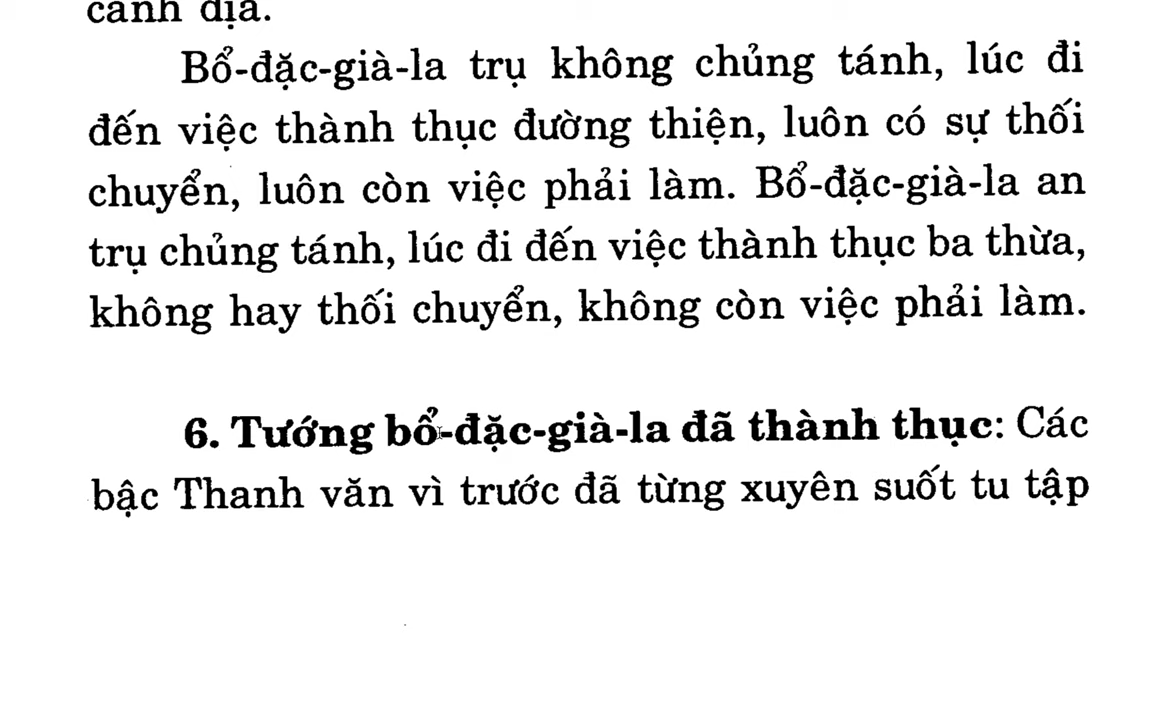 cảnh địa.
Bổ-đặc-già-la trụ không chủng tánh, lúc đi
đến việc thành thục đường thiện, luôn có sự thối
chuyển, luôn còn việc phải làm. Bổ-đặc-già-la an
trụ chủng tánh, lúc đi đến việc thành thục ba thừa,
không hay thối chuyển, không còn việc phải làm.
6. Tướng bổ-đặc-già-la đã thành thục: Các
bậc Thanh văn vì trước đã từng xuyên suốt tu tập